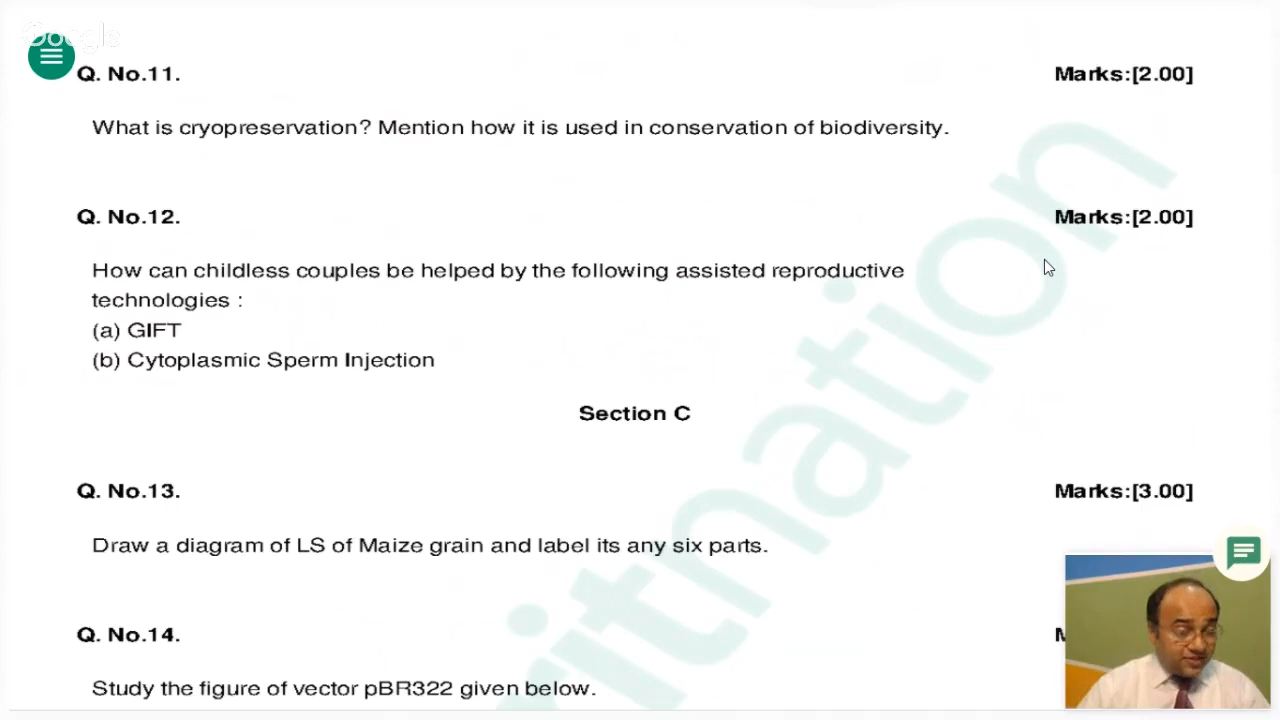 Google
Q. No.11. Marks:[2.00]
What is cryopreservation? Mention how it is used in conservation of biodiversity.
Q. No.12. Marks:[2.00]
How can childless couples be helped by the following assisted reproductive
technologies :
(a) GIFT
(b) Cytoplasmic Sperm Injection
Section C
Q. No.13. Marks:[3.00]
Draw a diagram of LS of Maize grain and label its any six parts.
Q. No.14.
Study the figure of vector pBR322 given below.
ritnation